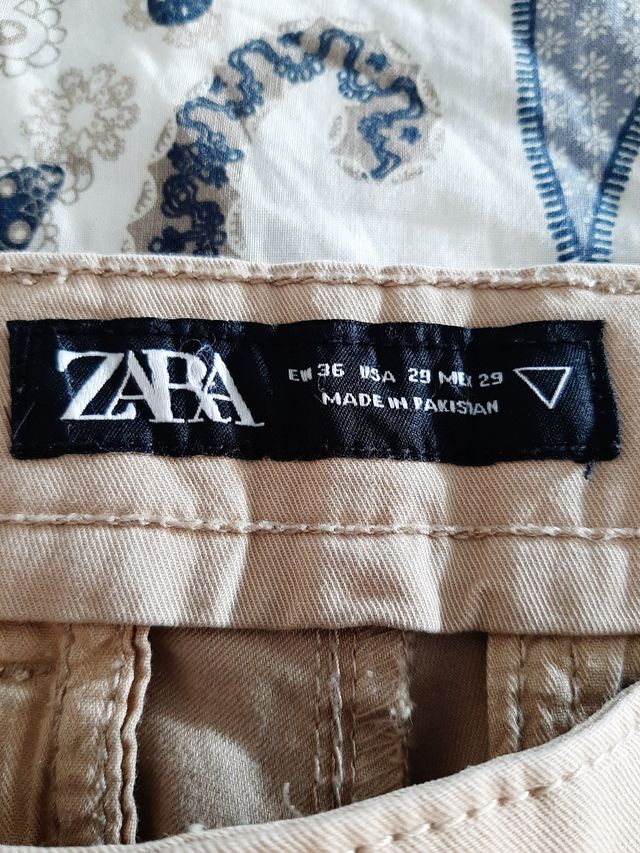 ZARA
EUR 36 USA 29 MEX 29
MADE IN PAKISTAN